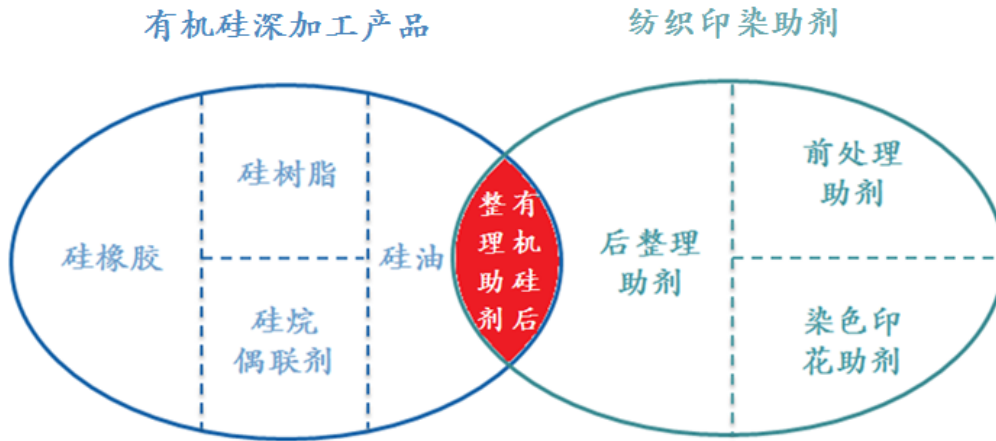 有机硅深加工产品
纺织印染助剂
硅橡胶
硅树脂
硅烷
偶联剂
硅油
有机硅后
整理助剂
后整理
助剂
前处理
助剂
染色印
花助剂